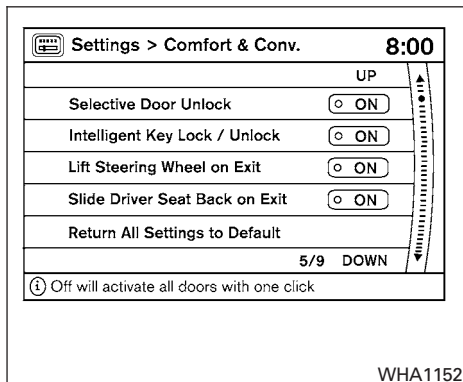 Settings > Comfort & Conv. 8:00
UP
Selective Door Unlock ON
Intelligent Key Lock / Unlock ON
Lift Steering Wheel on Exit ON
Slide Driver Seat Back on Exit ON
Return All Settings to Default
5/9 DOWN
i Off will activate all doors with one click
WHA1152